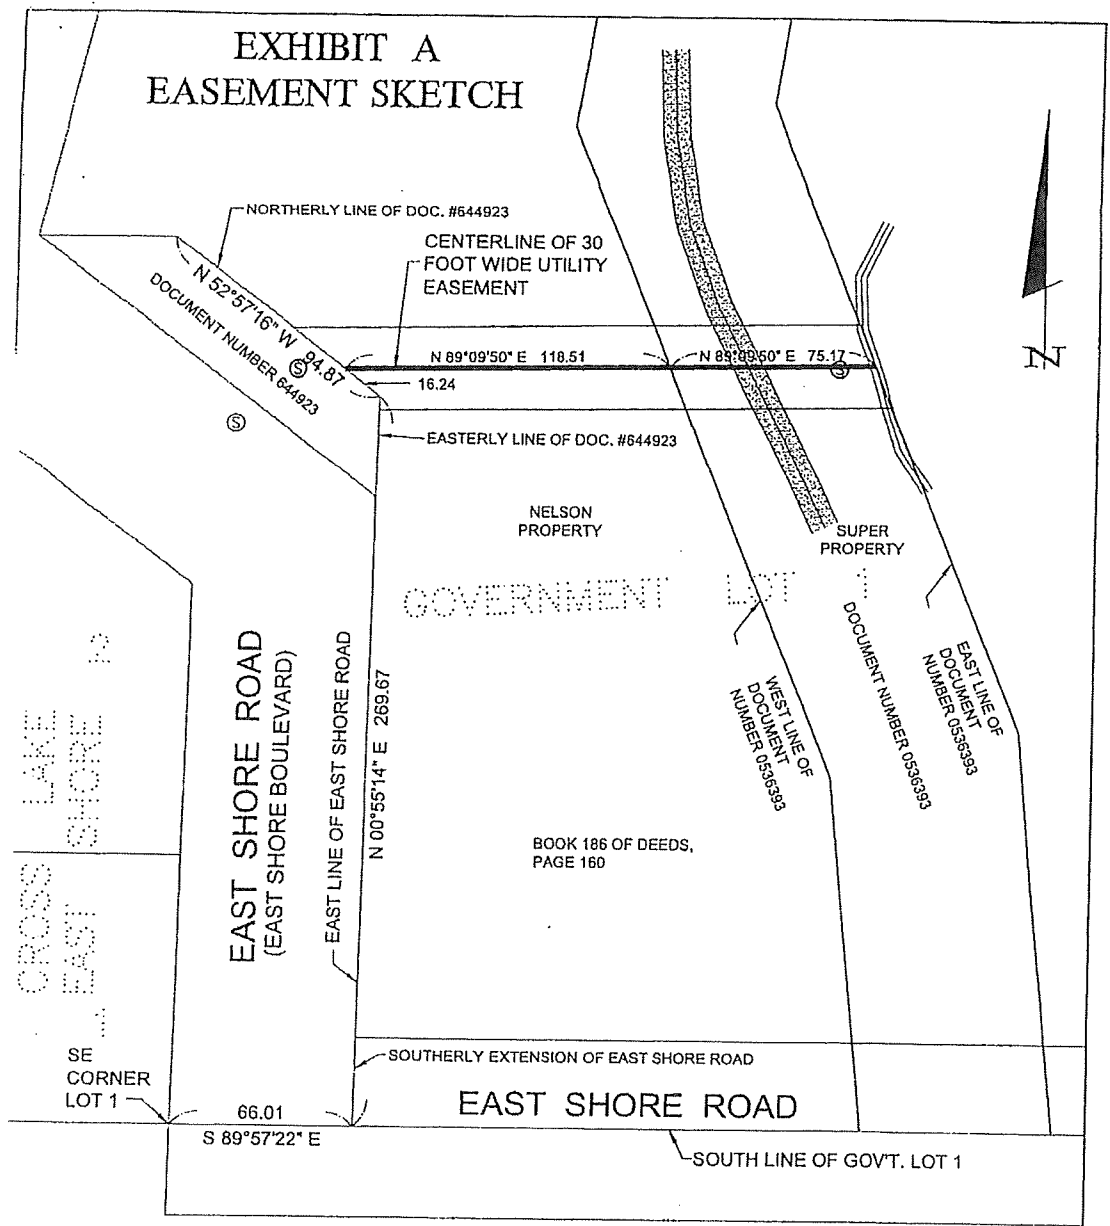 EXHIBIT A
EASEMENT SKETCH
NORTHERLY LINE OF DOC. #644923
CENTERLINE OF 30
FOOT WIDE UTILITY
EASEMENT
N 52°57'16" W 94.87
DOCUMENT NUMBER 644923
N 89°09'50" E 118.51
N 89°09'50" E 75.17
16.24
S
S
S
EASTERLY LINE OF DOC. #644923
N
NELSON
PROPERTY
SUPER
PROPERTY
GOVERNMENT LOT 1
DOCUMENT NUMBER 0536393
WEST LINE OF
DOCUMENT
NUMBER 0536393
EAST LINE OF
DOCUMENT
NUMBER 0536393
EAST SHORE ROAD
(EAST SHORE BOULEVARD)
EAST LINE OF EAST SHORE ROAD
N 00°55'14" E 269.67
CROSS LAKE
EAST SHORE
BOOK 186 OF DEEDS,
PAGE 160
SE
CORNER
LOT 1
SOUTHERLY EXTENSION OF EAST SHORE ROAD
EAST SHORE ROAD
66.01
S 89°57'22" E
SOUTH LINE OF GOV'T. LOT 1